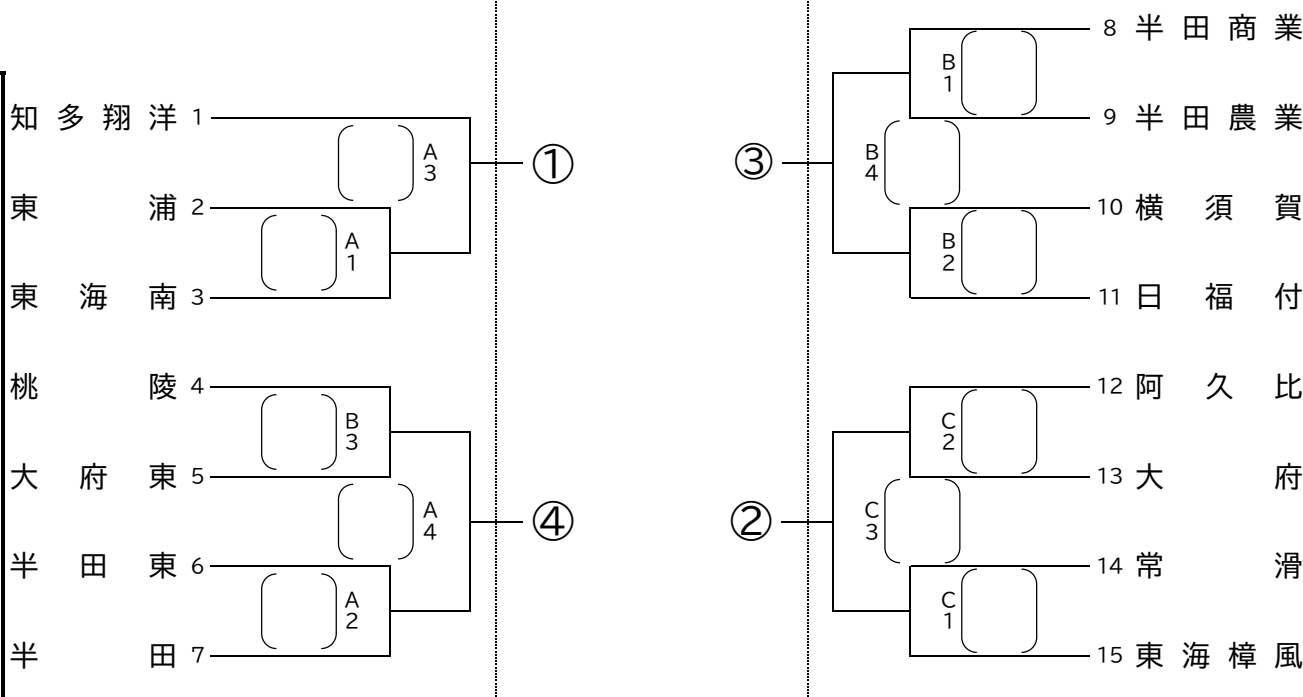 知多翔洋 1
A3
①
東浦 2
A1
東海南 3
桃陵 4
B3
大府東 5
A4
④
半田東 6
A2
半田 7
8 半田商業
B1
9 半田農業
③
B4
10 横須賀
B2
11 日福付
12 阿久比
C2
13 大府
②
C3
14 常滑
C1
15 東海樟風